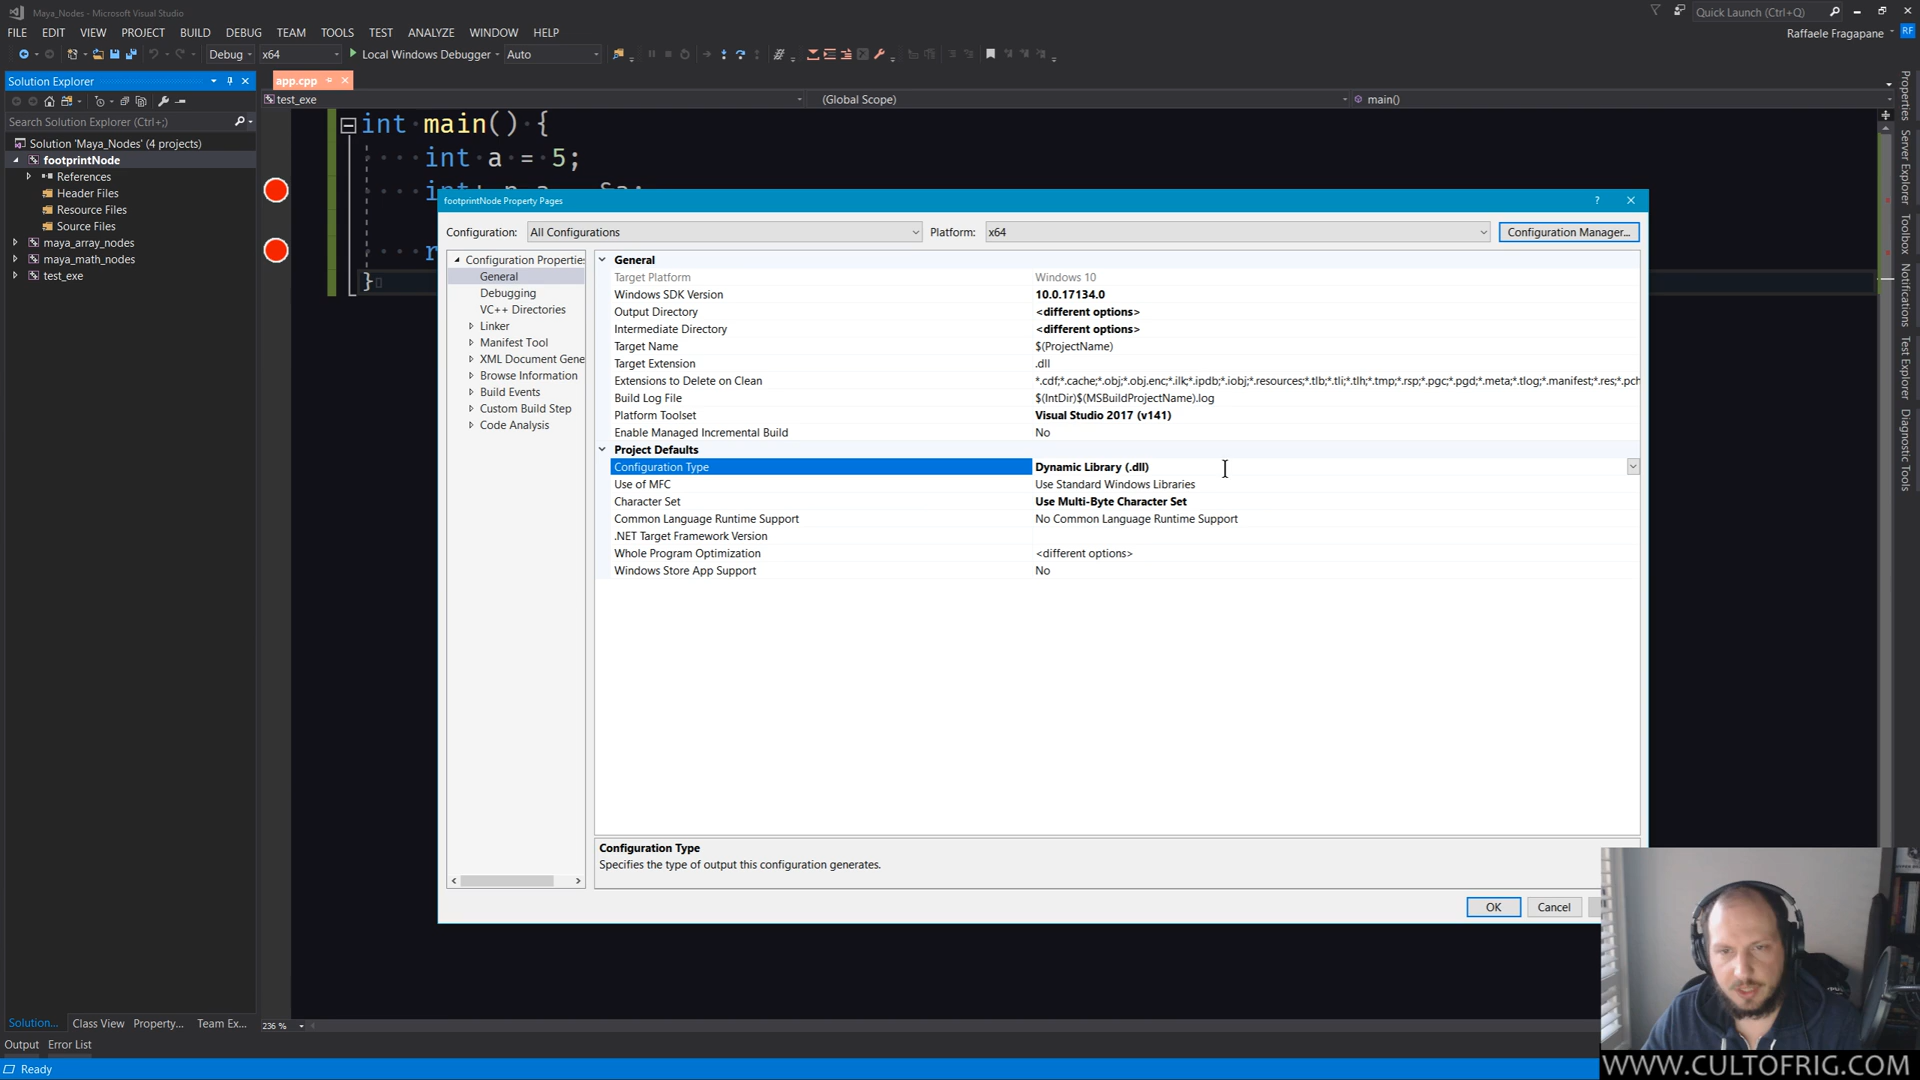 Maya_Nodes - Microsoft Visual Studio
Quick Launch (Ctrl+Q)
FILE EDIT VIEW PROJECT BUILD DEBUG TEAM TOOLS TEST ANALYZE WINDOW HELP
Raffaele Fragapane RF
Debug x64 Local Windows Debugger Auto
Solution Explorer
app.cpp
test_exe (Global Scope) main()
Search Solution Explorer (Ctrl+;)
Solution 'Maya_Nodes' (4 projects)
footprintNode
References
Header Files
Resource Files
Source Files
maya_array_nodes
maya_math_nodes
test_exe
int main() {
int a = 5;
}
footprintNode Property Pages
Configuration: All Configurations Platform: x64 Configuration Manager...
Configuration Properties
General
Debugging
VC++ Directories
Linker
Manifest Tool
XML Document Gene
Browse Information
Build Events
Custom Build Step
Code Analysis
General
Target Platform Windows 10
Windows SDK Version 10.0.17134.0
Output Directory <different options>
Intermediate Directory <different options>
Target Name $(ProjectName)
Target Extension .dll
Extensions to Delete on Clean *.cdf;*.cache;*.obj;*.obj.enc;*.ilk;*.ipdb;*.iobj;*.resources;*.tlb;*.tli;*.tlh;*.tmp;*.rsp;*.pgc;*.pgd;*.meta;*.tlog;*.manifest;*.res;*.pch
Build Log File $(IntDir)$(MSBuildProjectName).log
Platform Toolset Visual Studio 2017 (v141)
Enable Managed Incremental Build No
Project Defaults
Configuration Type Dynamic Library (.dll)
Use of MFC Use Standard Windows Libraries
Character Set Use Multi-Byte Character Set
Common Language Runtime Support No Common Language Runtime Support
.NET Target Framework Version
Whole Program Optimization <different options>
Windows Store App Support No
Configuration Type
Specifies the type of output this configuration generates.
OK Cancel
Properties
Server Explorer
Toolbox
Notifications
Test Explorer
Diagnostic Tools
Solution... Class View Property... Team Ex...
236 %
Output Error List
Ready
WWW.CULTOFRIG.COM